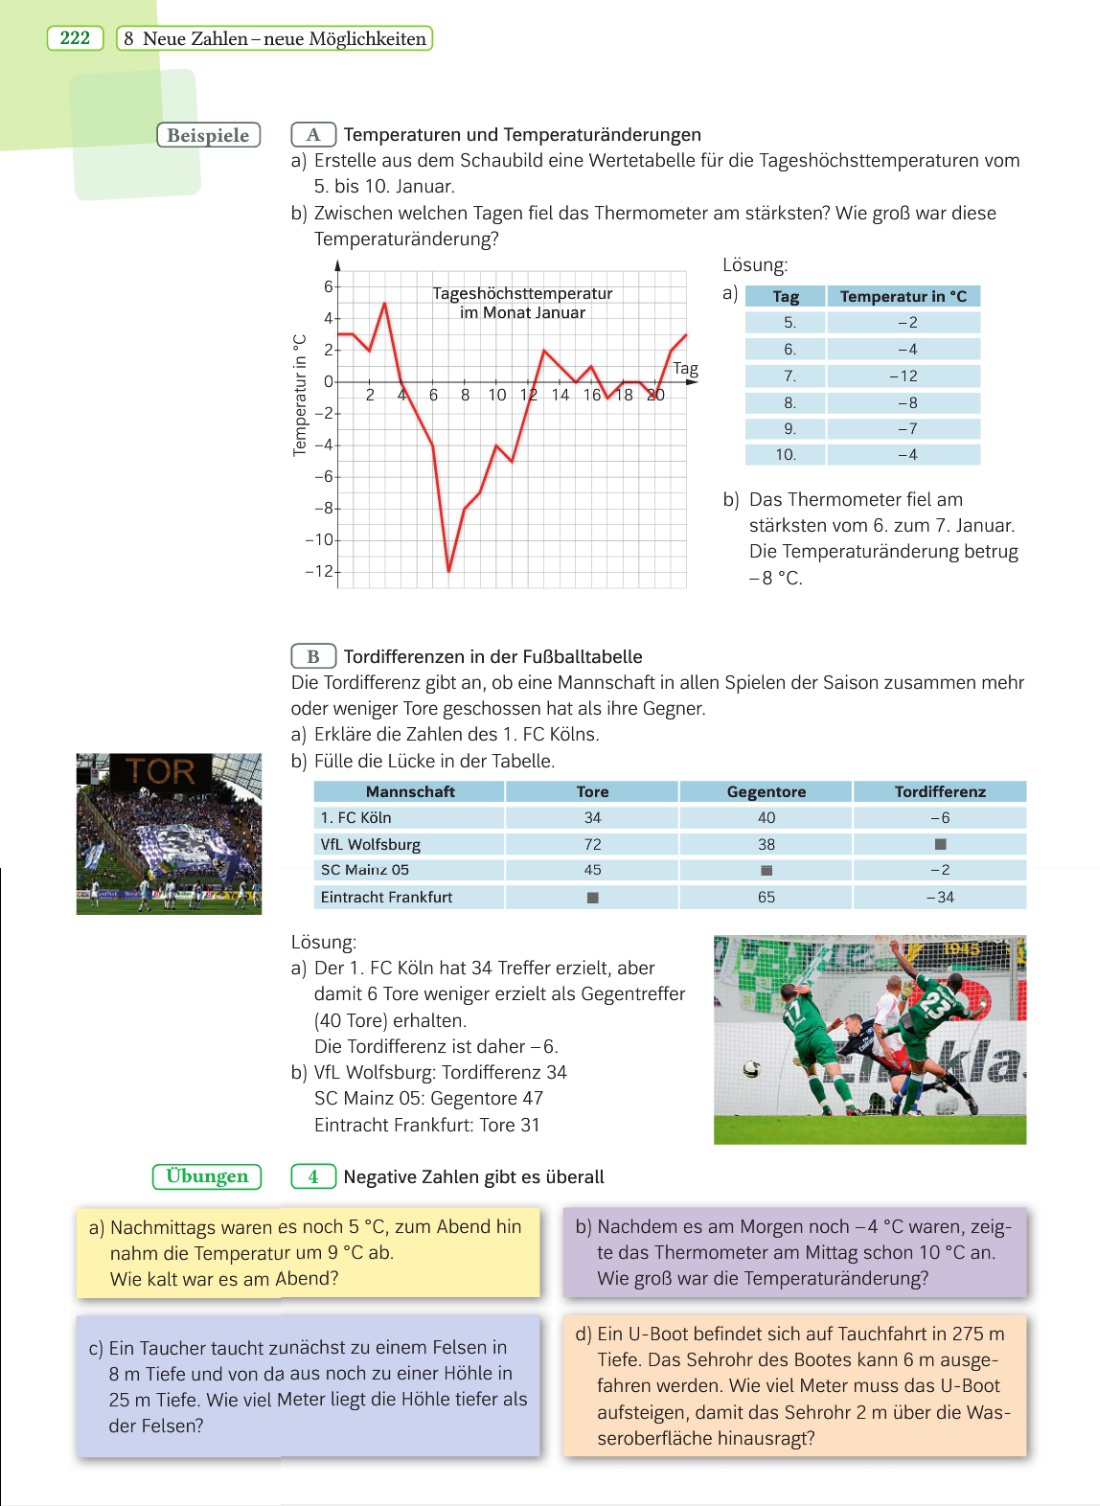 222
8 Neue Zahlen – neue Möglichkeiten
Beispiele
A Temperaturen und Temperaturänderungen
a) Erstelle aus dem Schaubild eine Wertetabelle für die Tageshöchsttemperaturen vom
5. bis 10. Januar.
b) Zwischen welchen Tagen fiel das Thermometer am stärksten? Wie groß war diese
Temperaturänderung?
Tageshöchsttemperatur
im Monat Januar
Temperatur in °C
6
4
2
0
–2
–4
–6
–8
–10
–12
2 4 6 8 10 12 14 16 18 20
Tag
Lösung:
a)
Tag Temperatur in °C
5. –2
6. –4
7. –12
8. –8
9. –7
10. –4
b) Das Thermometer fiel am
stärksten vom 6. zum 7. Januar.
Die Temperaturänderung betrug
–8 °C.
B Tordifferenzen in der Fußballtabelle
Die Tordifferenz gibt an, ob eine Mannschaft in allen Spielen der Saison zusammen mehr
oder weniger Tore geschossen hat als ihre Gegner.
a) Erkläre die Zahlen des 1. FC Kölns.
b) Fülle die Lücke in der Tabelle.
TOR
Mannschaft Tore Gegentore Tordifferenz
1. FC Köln 34 40 –6
VfL Wolfsburg 72 38 ■
SC Mainz 05 45 ■ –2
Eintracht Frankfurt ■ 65 –34
Lösung:
a) Der 1. FC Köln hat 34 Treffer erzielt, aber
damit 6 Tore weniger erzielt als Gegentreffer
(40 Tore) erhalten.
Die Tordifferenz ist daher –6.
b) VfL Wolfsburg: Tordifferenz 34
SC Mainz 05: Gegentore 47
Eintracht Frankfurt: Tore 31
1945
17
23
kla
Übungen
4 Negative Zahlen gibt es überall
a) Nachmittags waren es noch 5 °C, zum Abend hin
nahm die Temperatur um 9 °C ab.
Wie kalt war es am Abend?
b) Nachdem es am Morgen noch –4 °C waren, zeig-
te das Thermometer am Mittag schon 10 °C an.
Wie groß war die Temperaturänderung?
c) Ein Taucher taucht zunächst zu einem Felsen in
8 m Tiefe und von da aus noch zu einer Höhle in
25 m Tiefe. Wie viel Meter liegt die Höhle tiefer als
der Felsen?
d) Ein U-Boot befindet sich auf Tauchfahrt in 275 m
Tiefe. Das Sehrohr des Bootes kann 6 m ausge-
fahren werden. Wie viel Meter muss das U-Boot
aufsteigen, damit das Sehrohr 2 m über die Was-
seroberfläche hinausragt?